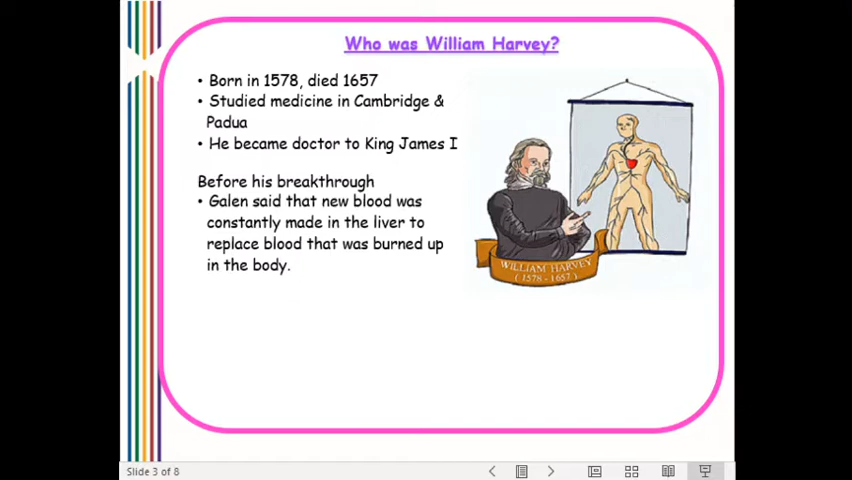 Who was William Harvey?
• Born in 1578, died 1657
• Studied medicine in Cambridge &
Padua
• He became doctor to King James I
Before his breakthrough
• Galen said that new blood was
constantly made in the liver to
replace blood that was burned up
in the body.
WILLIAM HARVEY
( 1578 - 1657 )
Slide 3 of 8